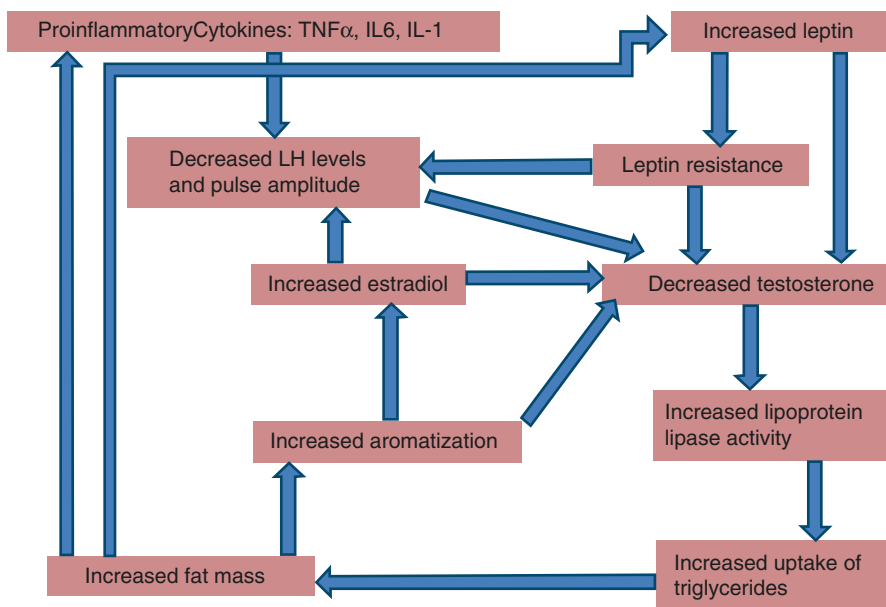 ProinflammatoryCytokines: TNFα, IL6, IL-1
Increased leptin
Decreased LH levels
and pulse amplitude
Leptin resistance
Increased estradiol
Decreased testosterone
Increased lipoprotein
lipase activity
Increased aromatization
Increased fat mass
Increased uptake of
triglycerides